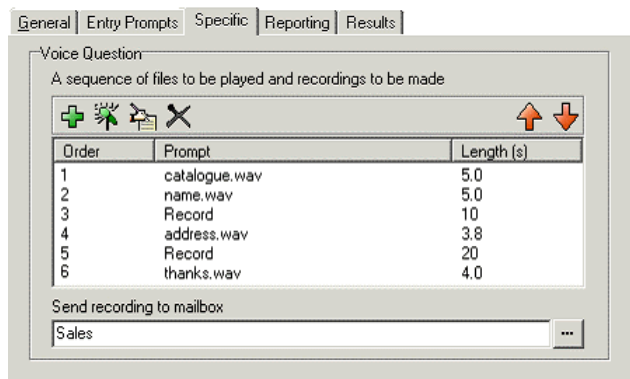 General Entry Prompts Specific Reporting Results
Voice Question
A sequence of files to be played and recordings to be made
Order Prompt Length (s)
1 catalogue.wav 5.0
2 name.wav 5.0
3 Record 10
4 address.wav 3.8
5 Record 20
6 thanks.wav 4.0
Send recording to mailbox
Sales ...